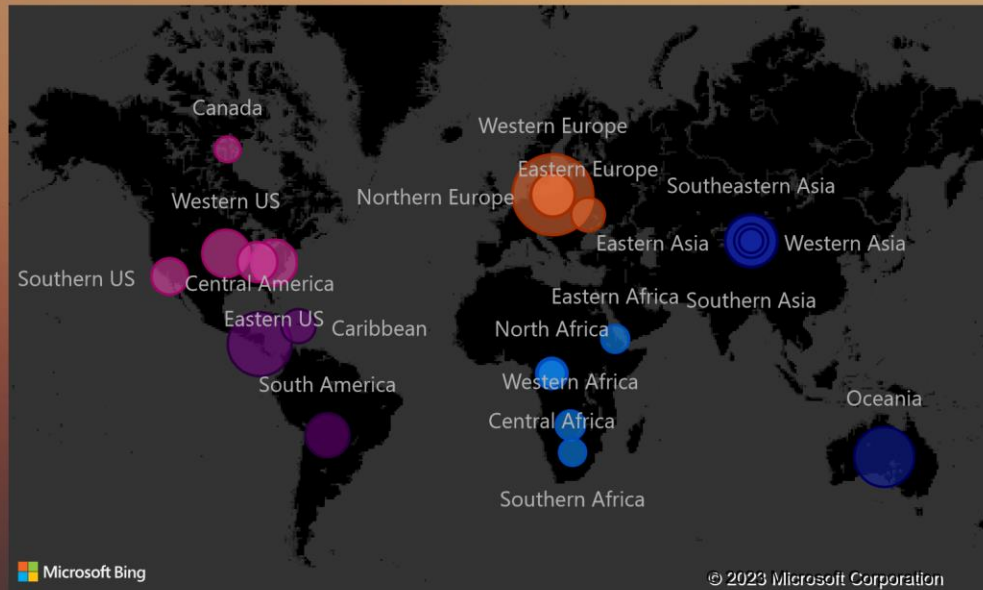 Canada
Western Europe
Eastern Europe
Southeastern Asia
Western US
Northern Europe
Eastern Asia
Western Asia
Southern US
Central America
Eastern Africa
Southern Asia
Eastern US
Caribbean
North Africa
South America
Western Africa
Oceania
Central Africa
Southern Africa
Microsoft Bing
© 2023 Microsoft Corporation